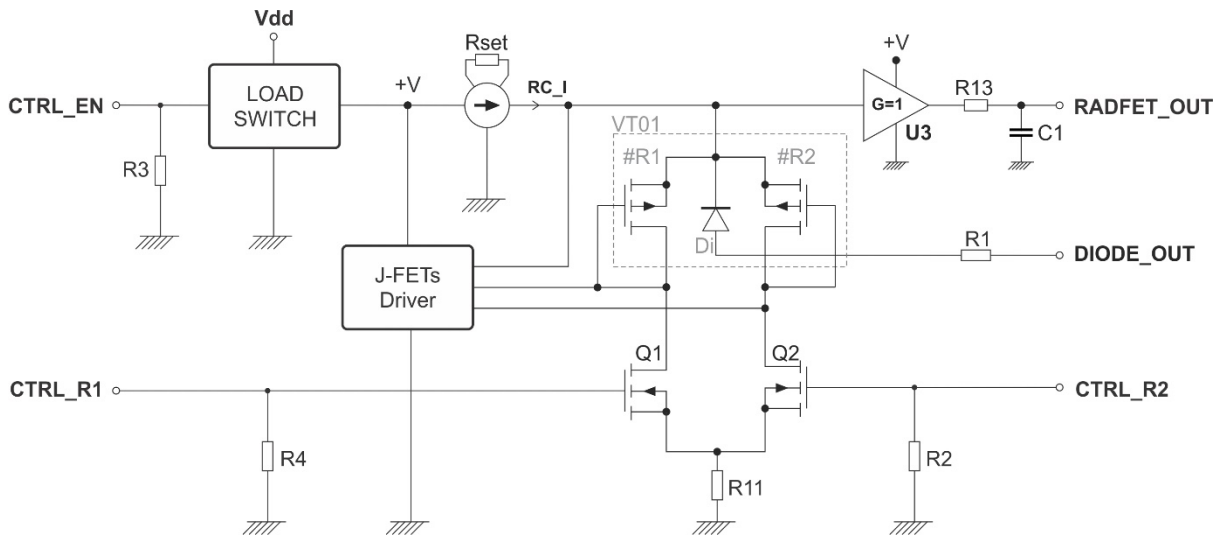 Vdd
Rset
+V
CTRL_EN
LOAD
SWITCH
+V
RC_I
G=1
U3
R13
RADFET_OUT
C1
VT01
#R1
#R2
R3
Di
R1
DIODE_OUT
J-FETs
Driver
Q1
Q2
CTRL_R1
CTRL_R2
R4
R11
R2